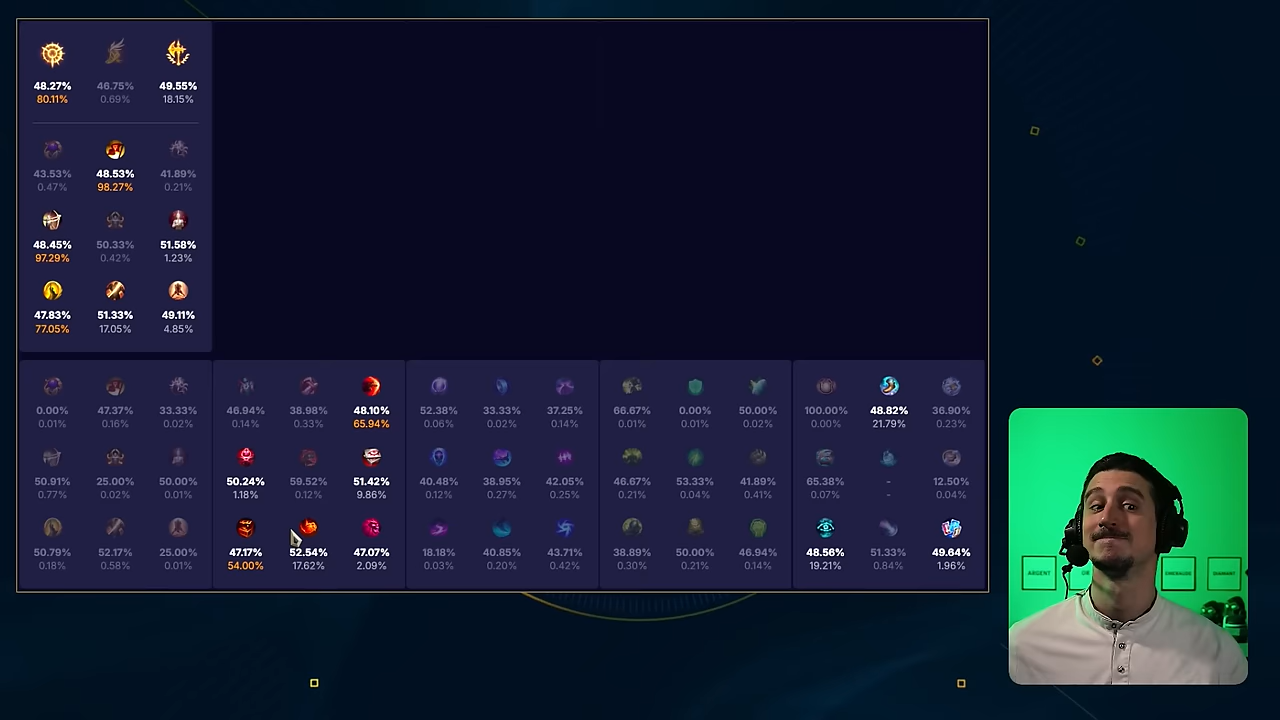 48.27% 46.75% 49.55%
80.11% 0.69% 18.15%
43.53% 48.53% 41.89%
0.47% 98.27% 0.21%
48.45% 50.33% 51.58%
97.29% 0.42% 1.23%
47.83% 51.33% 49.11%
77.05% 17.05% 4.85%
0.00% 47.37% 33.33% 46.94% 38.98% 48.10% 52.38% 33.33% 37.25% 66.67% 0.00% 50.00% 100.00% 48.82% 36.90%
0.01% 0.16% 0.02% 0.14% 0.33% 65.94% 0.06% 0.02% 0.14% 0.01% 0.01% 0.02% 0.00% 21.79% 0.23%
50.91% 25.00% 50.00% 50.24% 59.52% 51.42% 40.48% 38.95% 42.05% 46.67% 53.33% 41.89% 65.38% - 12.50%
0.77% 0.02% 0.01% 1.18% 0.12% 9.86% 0.12% 0.27% 0.25% 0.21% 0.04% 0.41% 0.07% - 0.04%
50.79% 52.17% 25.00% 47.17% 52.54% 47.07% 18.18% 40.85% 43.71% 38.89% 50.00% 46.94% 48.56% 51.33% 49.64%
0.18% 0.58% 0.01% 54.00% 17.62% 2.09% 0.03% 0.20% 0.42% 0.30% 0.21% 0.14% 19.21% 0.84% 1.96%
ARGENT
OR
EMERAUDE
DIAMANT